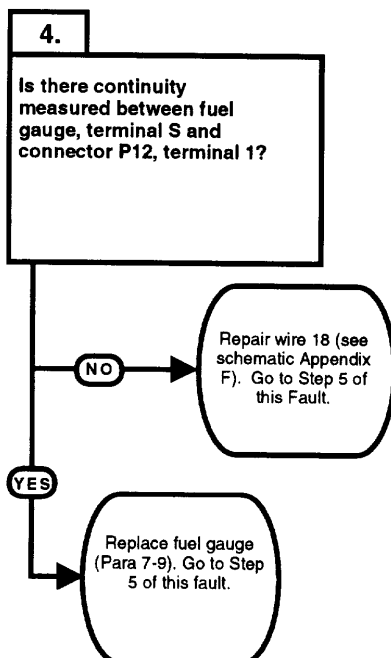 4.
Is there continuity
measured between fuel
gauge, terminal S and
connector P12, terminal 1?
NO
Repair wire 18 (see
schematic Appendix
F). Go to Step 5 of
this Fault.
YES
Replace fuel gauge
(Para 7-9). Go to Step
5 of this fault.